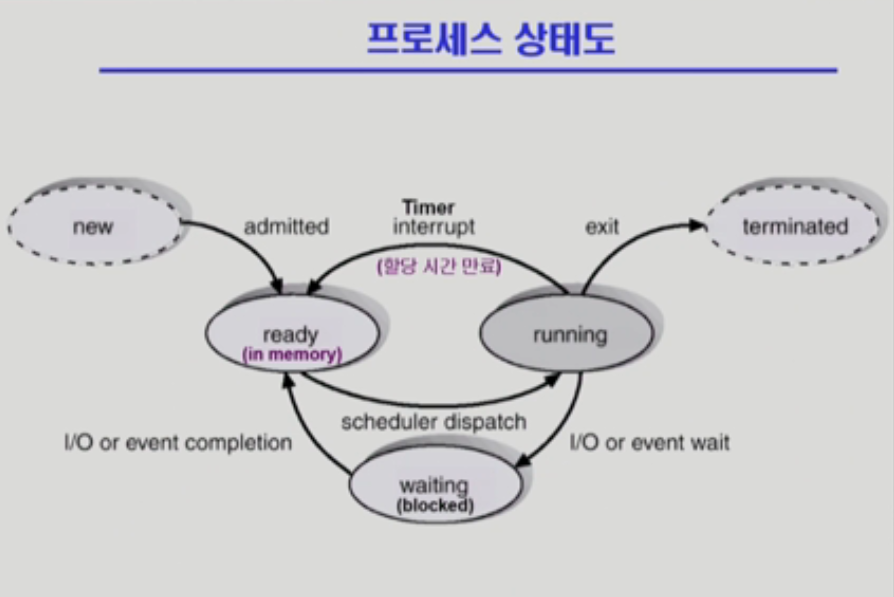 프로세스 상태도
new
admitted
Timer
interrupt
(할당 시간 만료)
exit
terminated
ready
(in memory)
running
scheduler dispatch
I/O or event completion
I/O or event wait
waiting
(blocked)